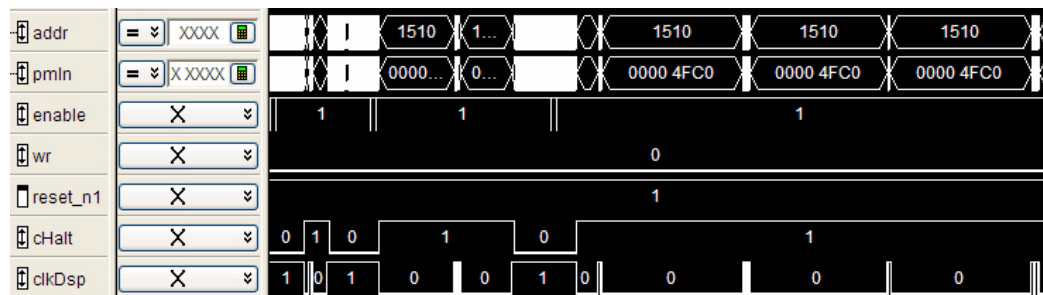 addr = XXXX 1510 1... 1510 1510 1510
pmIn = X XXXX 0000... 0... 0000 4FC0 0000 4FC0 0000 4FC0
enable X 1 1 1
wr X 0
reset_n1 X 1
cHalt X 0 1 0 1 0 1
clkDsp X 1 0 1 0 0 1 0 0 0 0